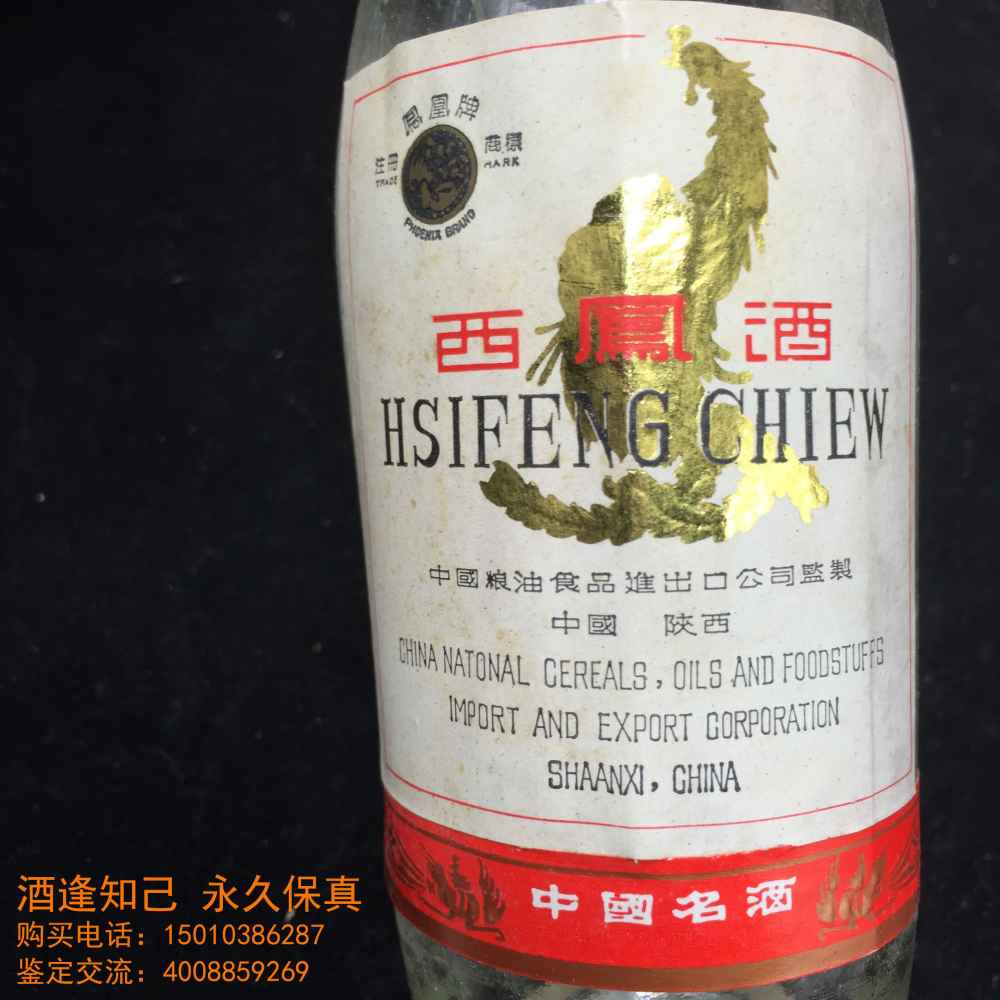 鳳凰牌
註冊 商標
TRADE MARK
PHOENIX BRAND
西鳳酒
HSIFENG CHIEW
中國粮油食品進出口公司監製
中國 陝西
CHINA NATONAL CEREALS, OILS AND FOODSTUFFS
IMPORT AND EXPORT CORPORATION
SHAANXI, CHINA
中國名酒
酒逢知己 永久保真
购买电话：15010386287
鉴定交流：4008859269